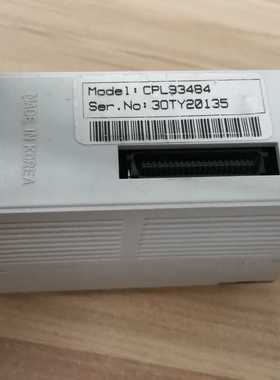 Model: CPL93484
Ser.No: 30TY20135
MADE IN KOREA